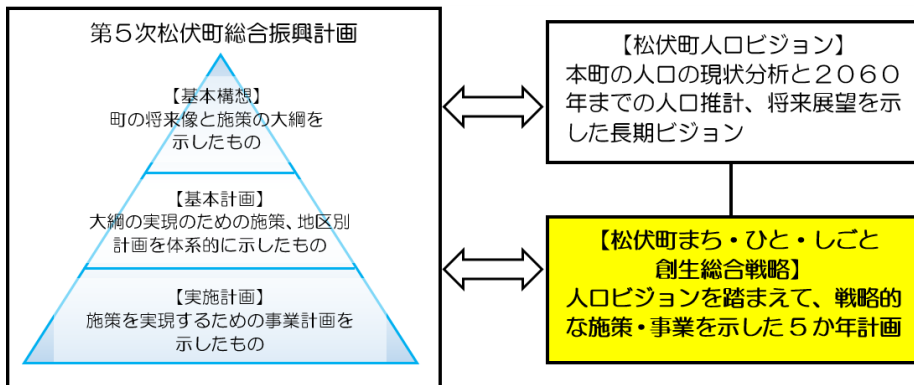 第5次松伏町総合振興計画
【基本構想】
町の将来像と施策の大綱を
示したもの
【基本計画】
大綱の実現のための施策、地区別
計画を体系的に示したもの
【実施計画】
施策を実現するための事業計画を
示したもの
【松伏町人口ビジョン】
本町の人口の現状分析と2060
年までの人口推計、将来展望を示
した長期ビジョン
【松伏町まち・ひと・しごと
創生総合戦略】
人口ビジョンを踏まえて、戦略的
な施策・事業を示した5か年計画